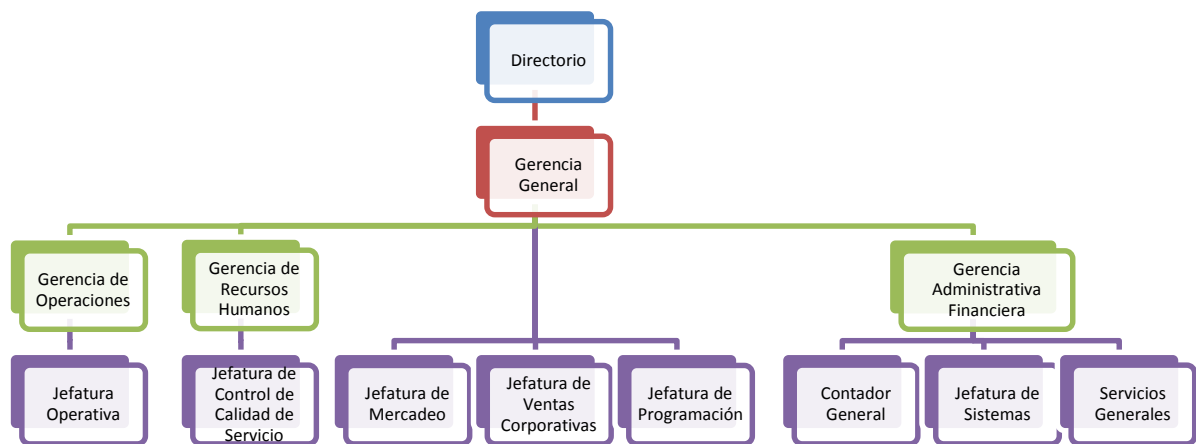 Directorio
Gerencia
General
Gerencia de
Operaciones
Gerencia de
Recursos
Humanos
Gerencia
Administrativa
Financiera
Jefatura
Operativa
Jefatura de
Control de
Calidad de
Servicio
Jefatura de
Mercadeo
Jefatura de
Ventas
Corporativas
Jefatura de
Programación
Contador
General
Jefatura de
Sistemas
Servicios
Generales